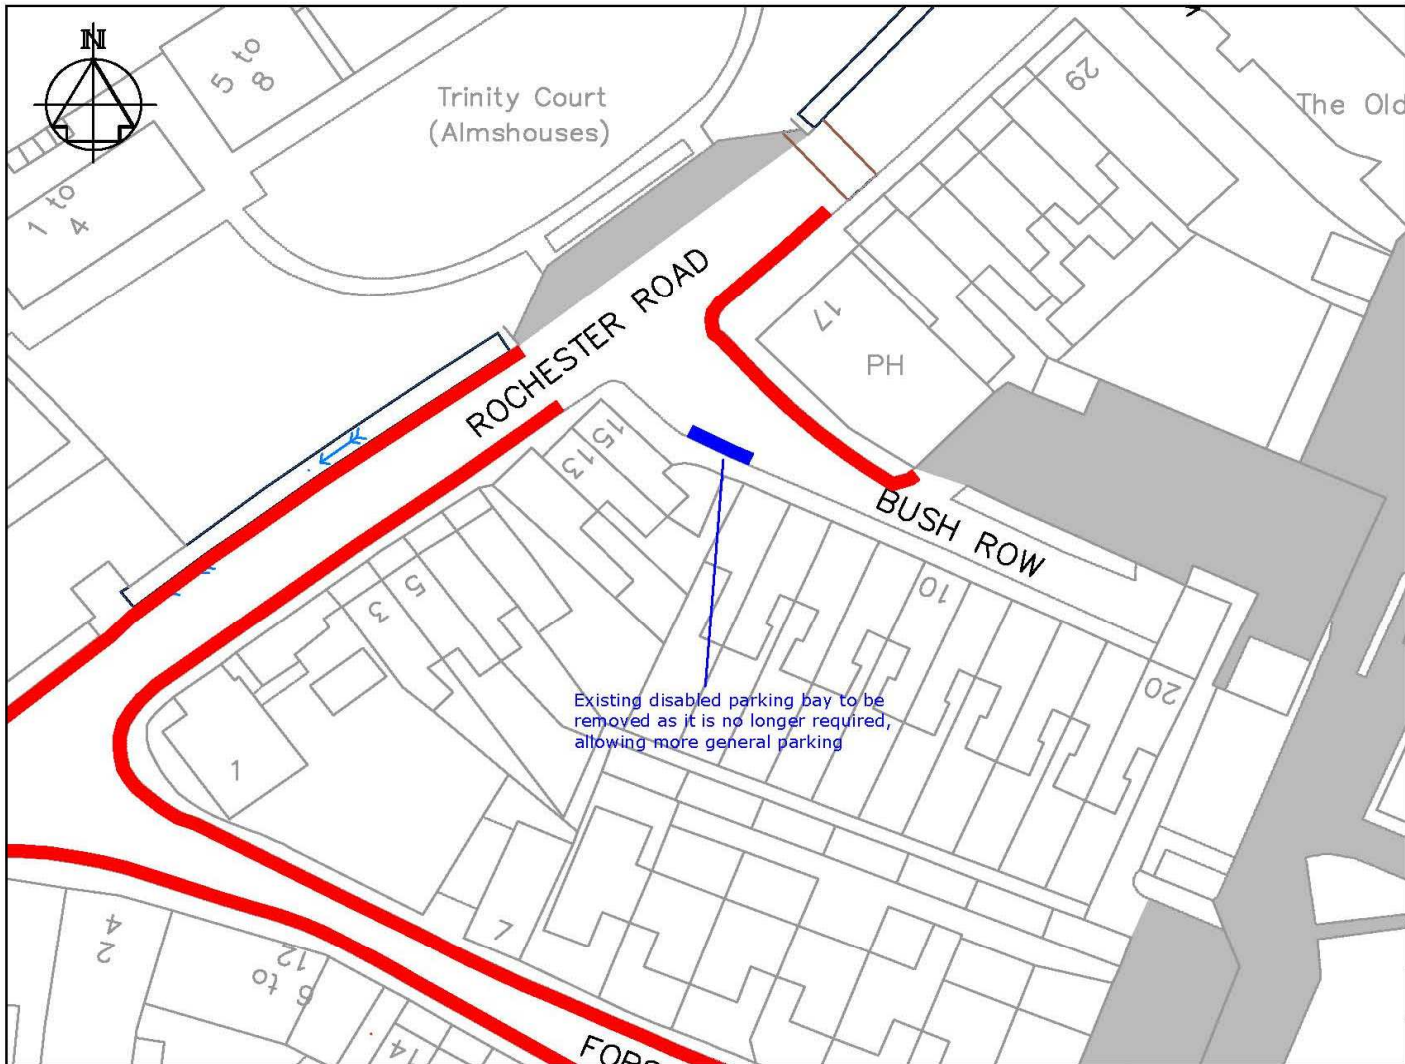 N
5 to
8
Trinity Court
(Almshouses)
29
The Old
1 to
4
ROCHESTER ROAD
17
PH
15
13
BUSH ROW
5
3
10
20
Existing disabled parking bay to be
removed as it is no longer required,
allowing more general parking
1
7
2
4
6 to
12
14